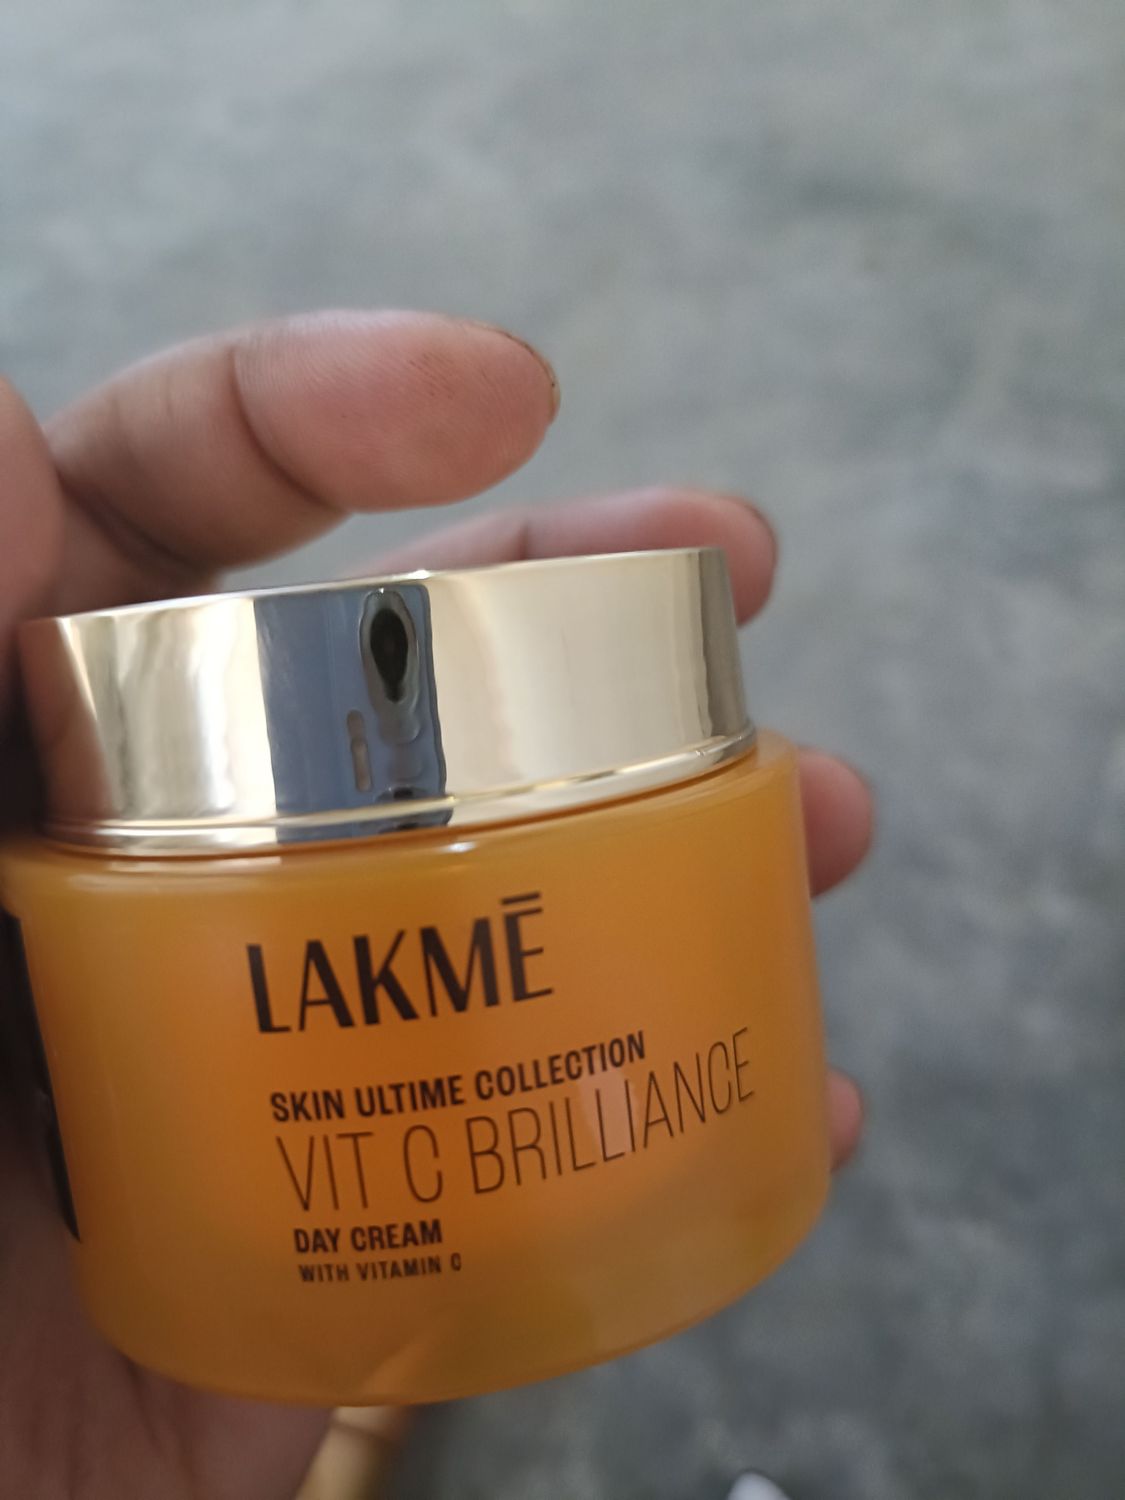 LAKMĒ
SKIN ULTIME COLLECTION
VIT C BRILLIANCE
DAY CREAM
WITH VITAMIN C